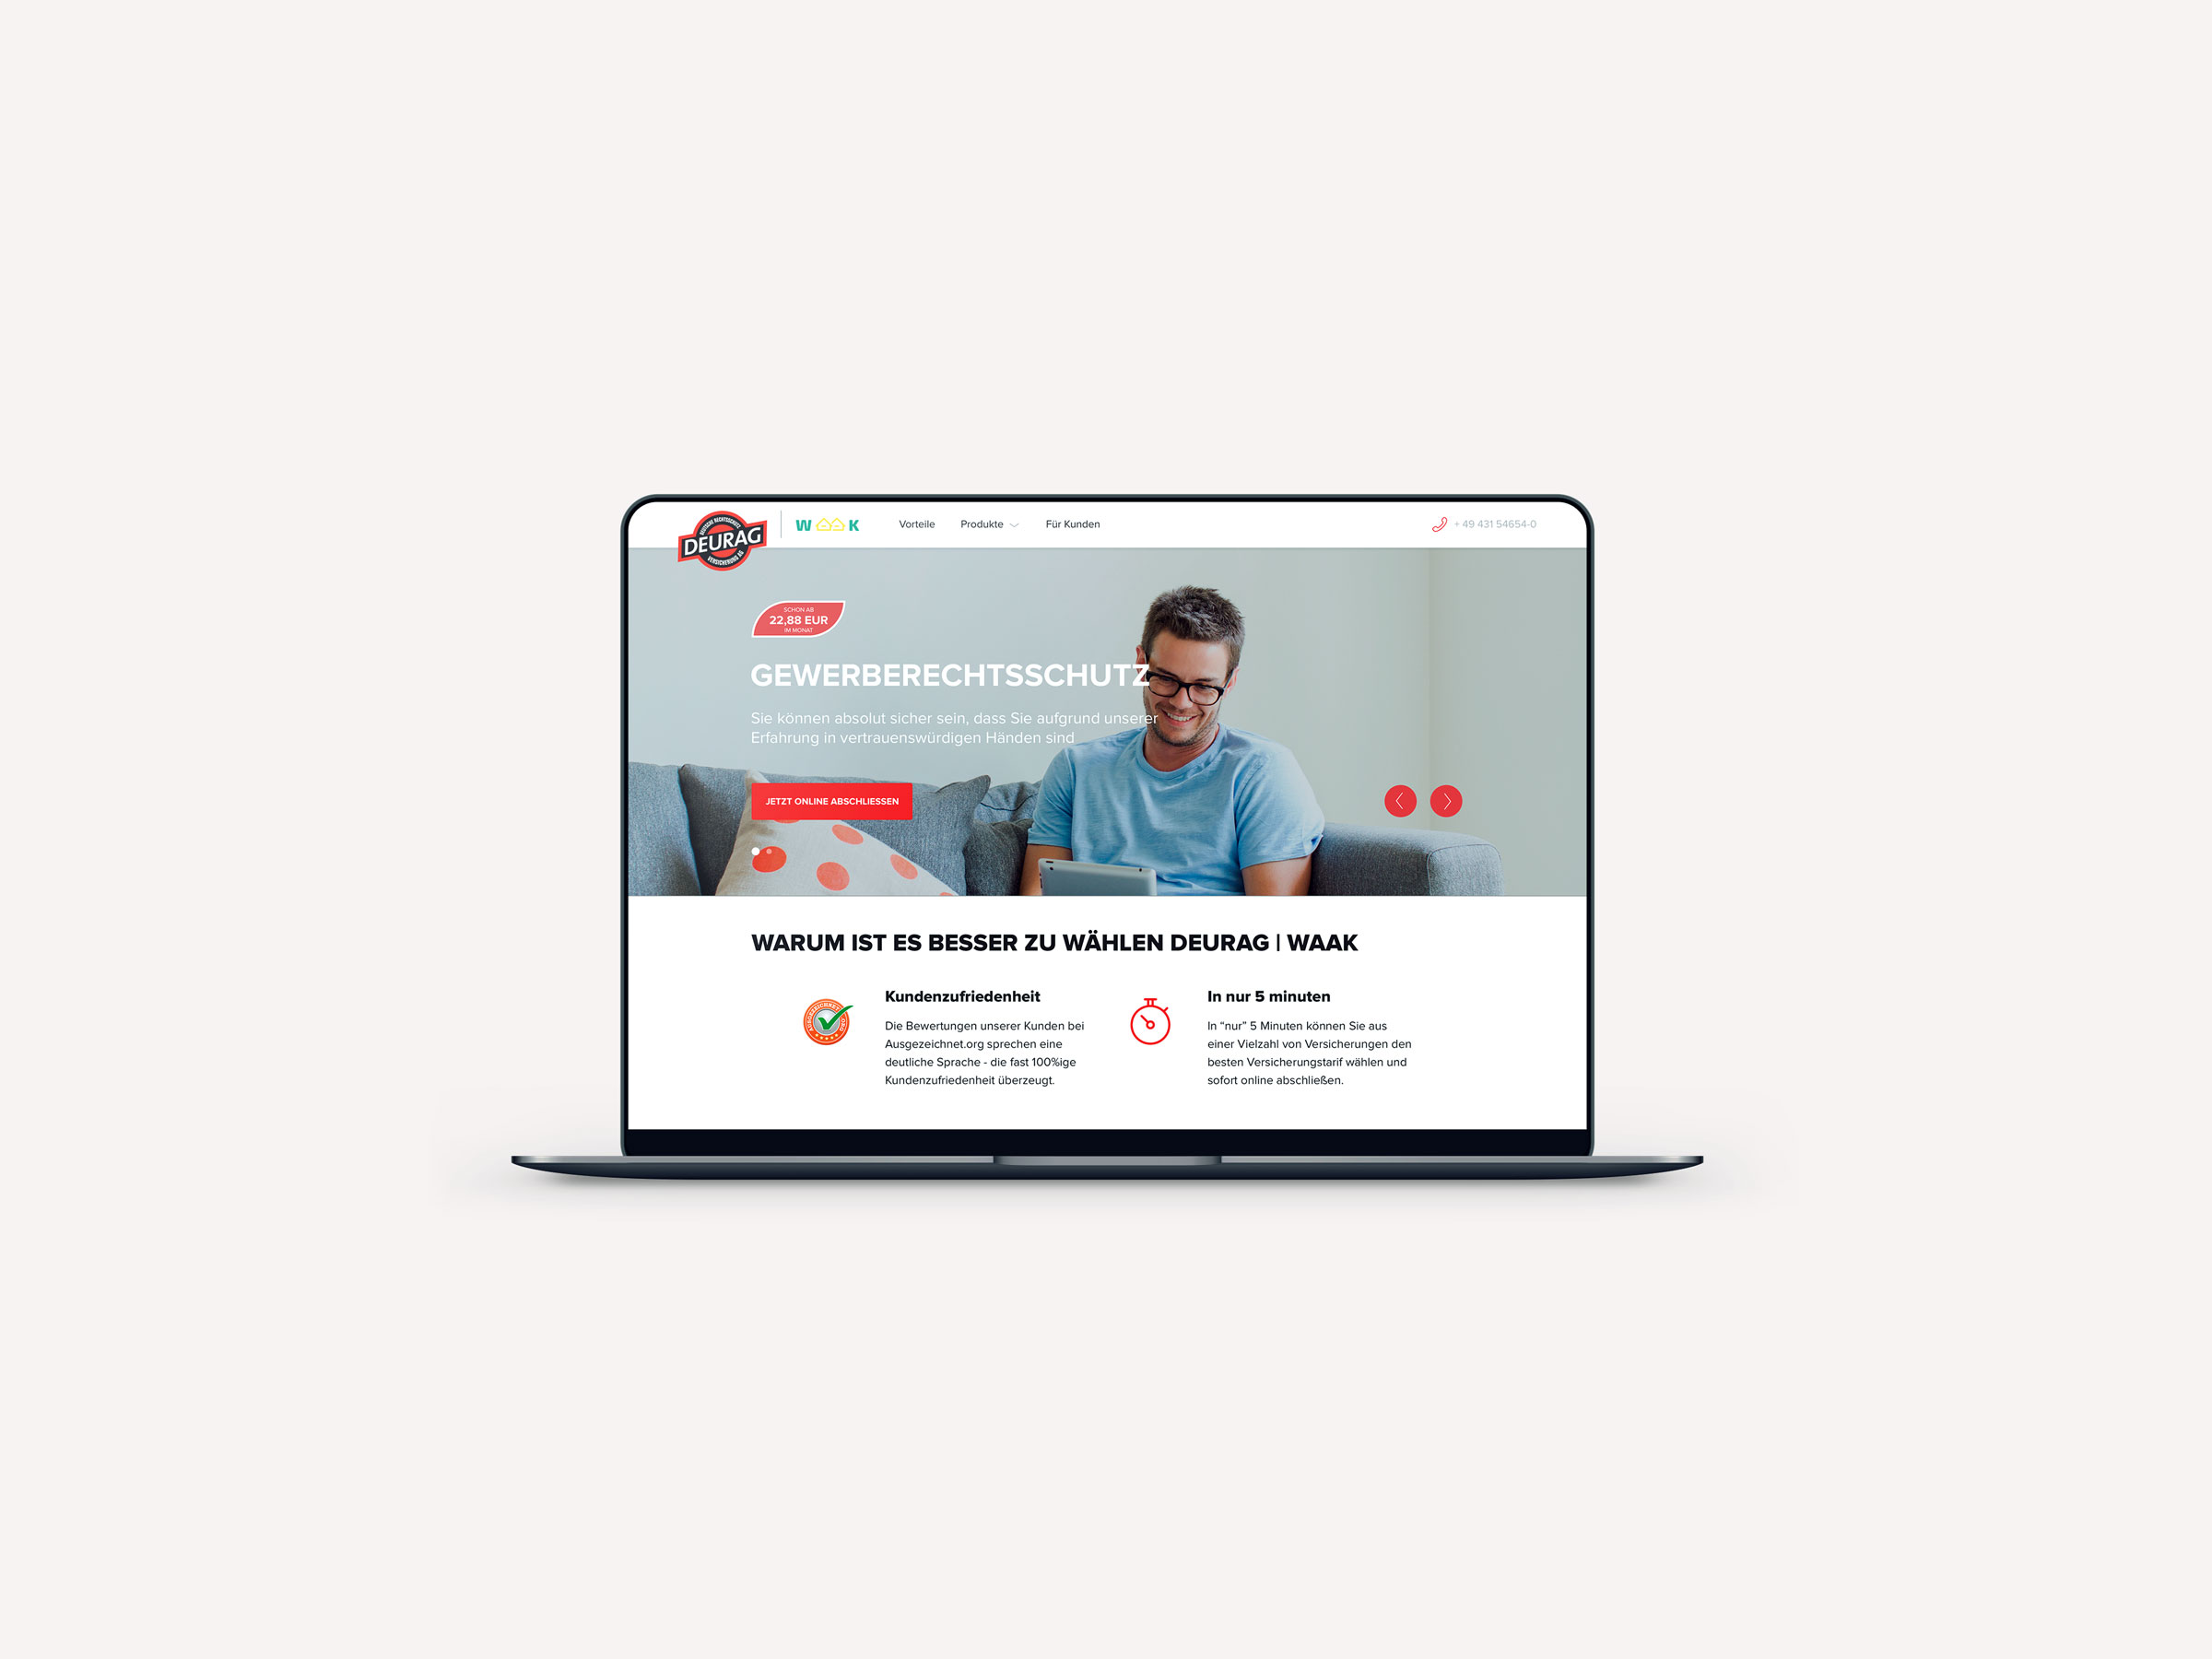 DEUTSCHE RECHTSSCHUTZ
DEURAG
VERSICHERUNG AG
W K
Vorteile
Produkte
Für Kunden
+ 49 431 54654-0
SCHON AB
22,88 EUR
IM MONAT
GEWERBERECHTSSCHUTZ
Sie können absolut sicher sein, dass Sie aufgrund unserer
Erfahrung in vertrauenswürdigen Händen sind
JETZT ONLINE ABSCHLIESSEN
WARUM IST ES BESSER ZU WÄHLEN DEURAG | WAAK
Kundenzufriedenheit
Die Bewertungen unserer Kunden bei
Ausgezeichnet.org sprechen eine
deutliche Sprache - die fast 100%ige
Kundenzufriedenheit überzeugt.
In nur 5 minuten
In “nur” 5 Minuten können Sie aus
einer Vielzahl von Versicherungen den
besten Versicherungstarif wählen und
sofort online abschließen.